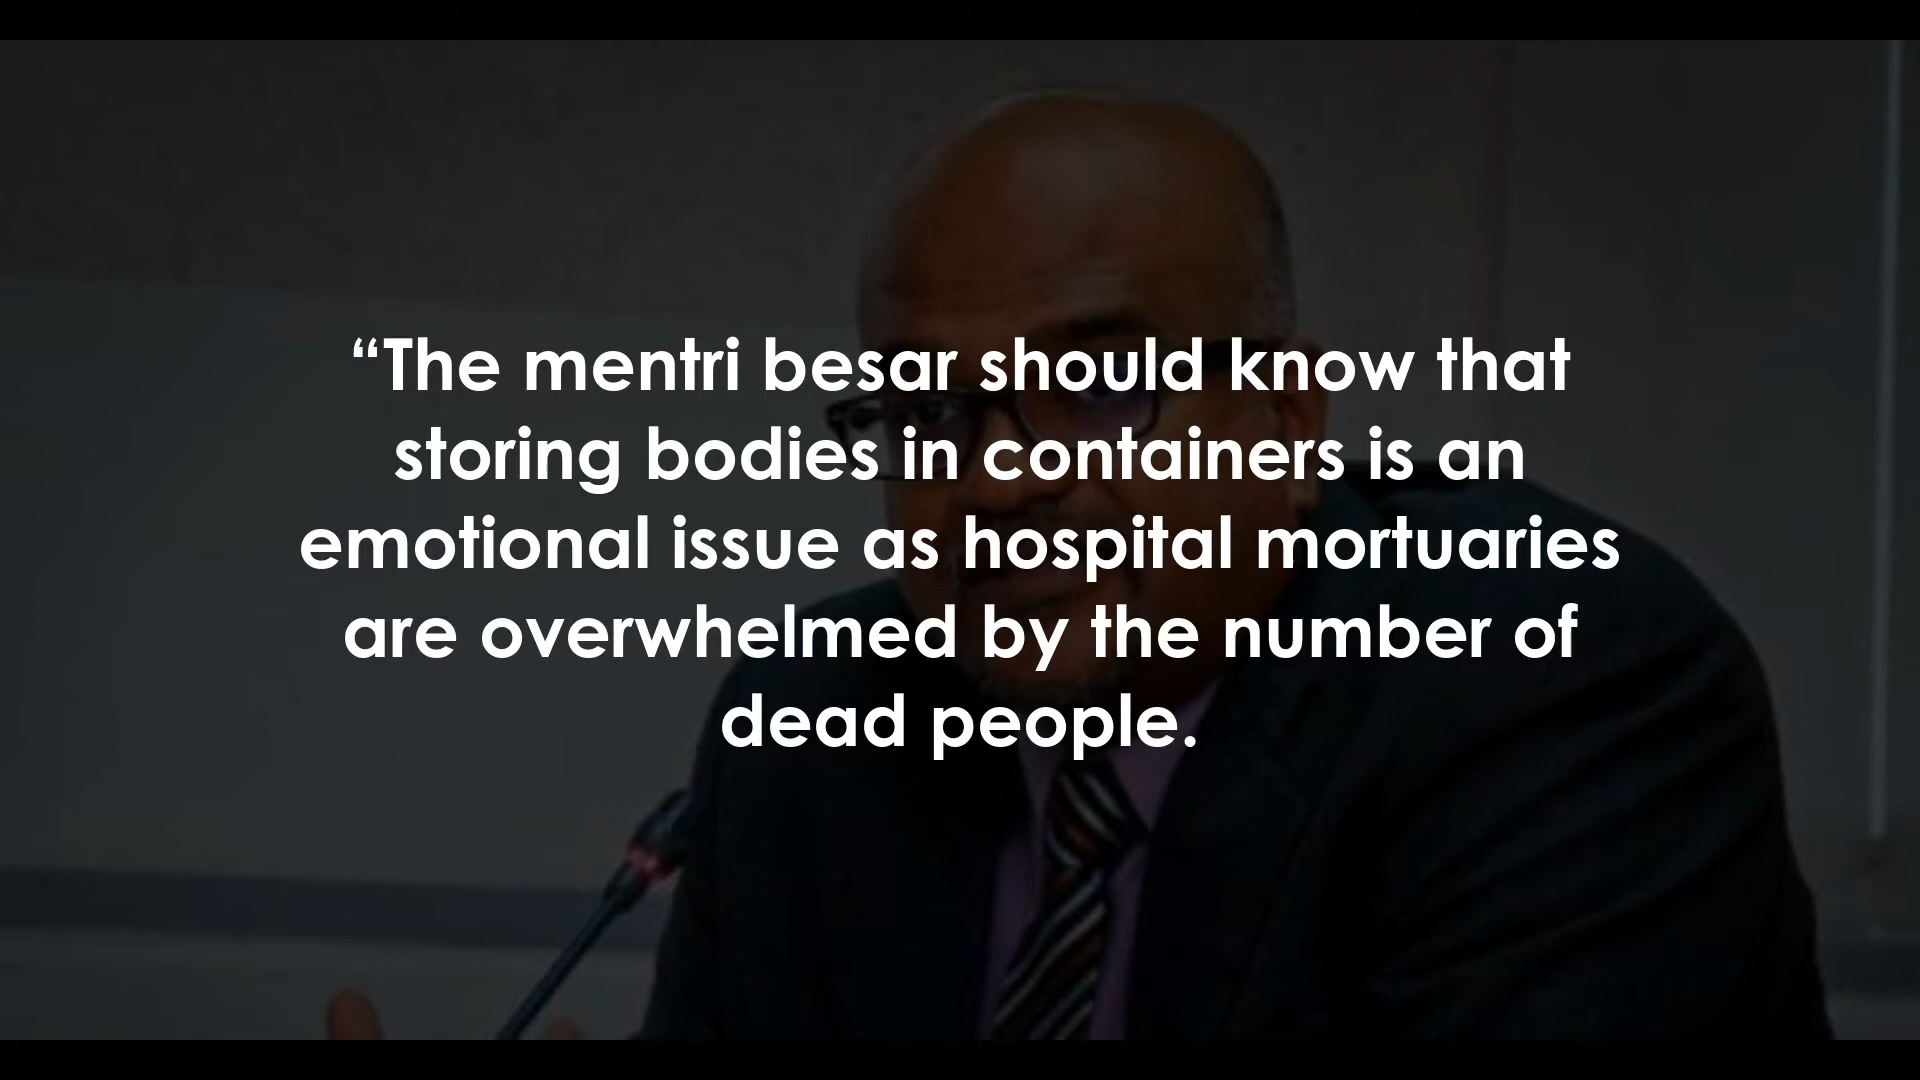 “The mentri besar should know that
storing bodies in containers is an
emotional issue as hospital mortuaries
are overwhelmed by the number of
dead people.